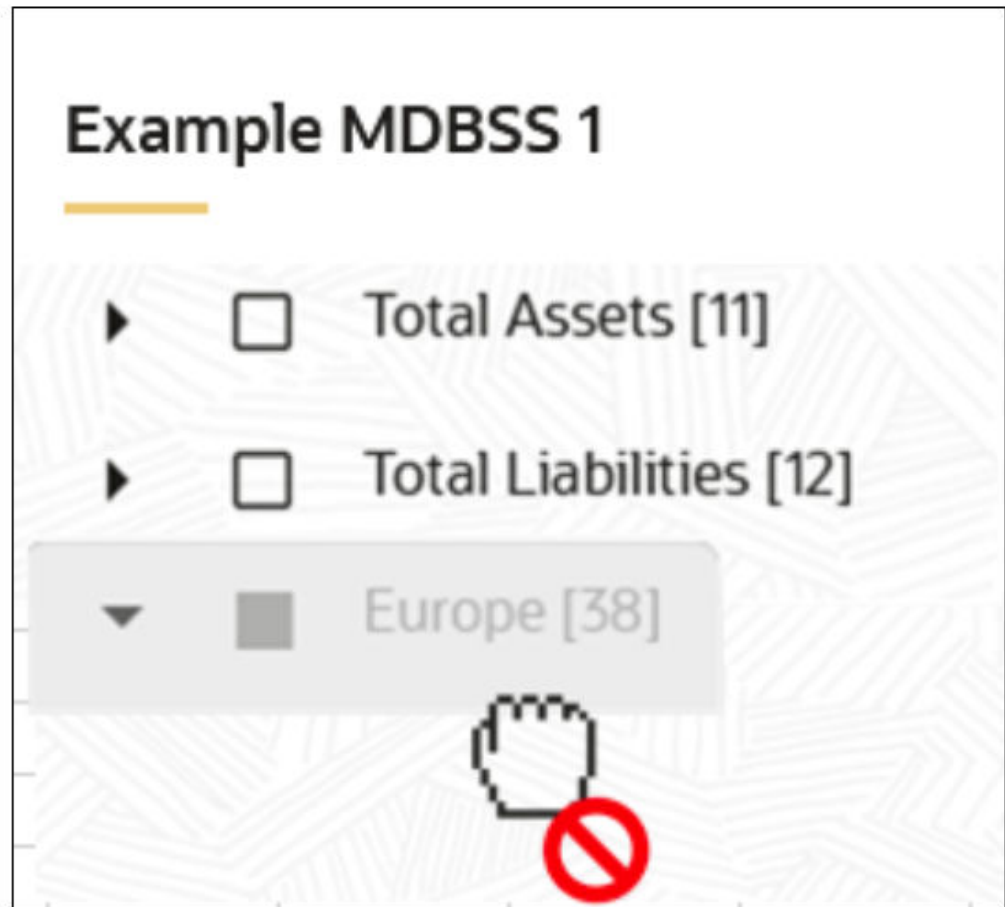 Example MDBSS 1
Total Assets [11]
Total Liabilities [12]
Europe [38]